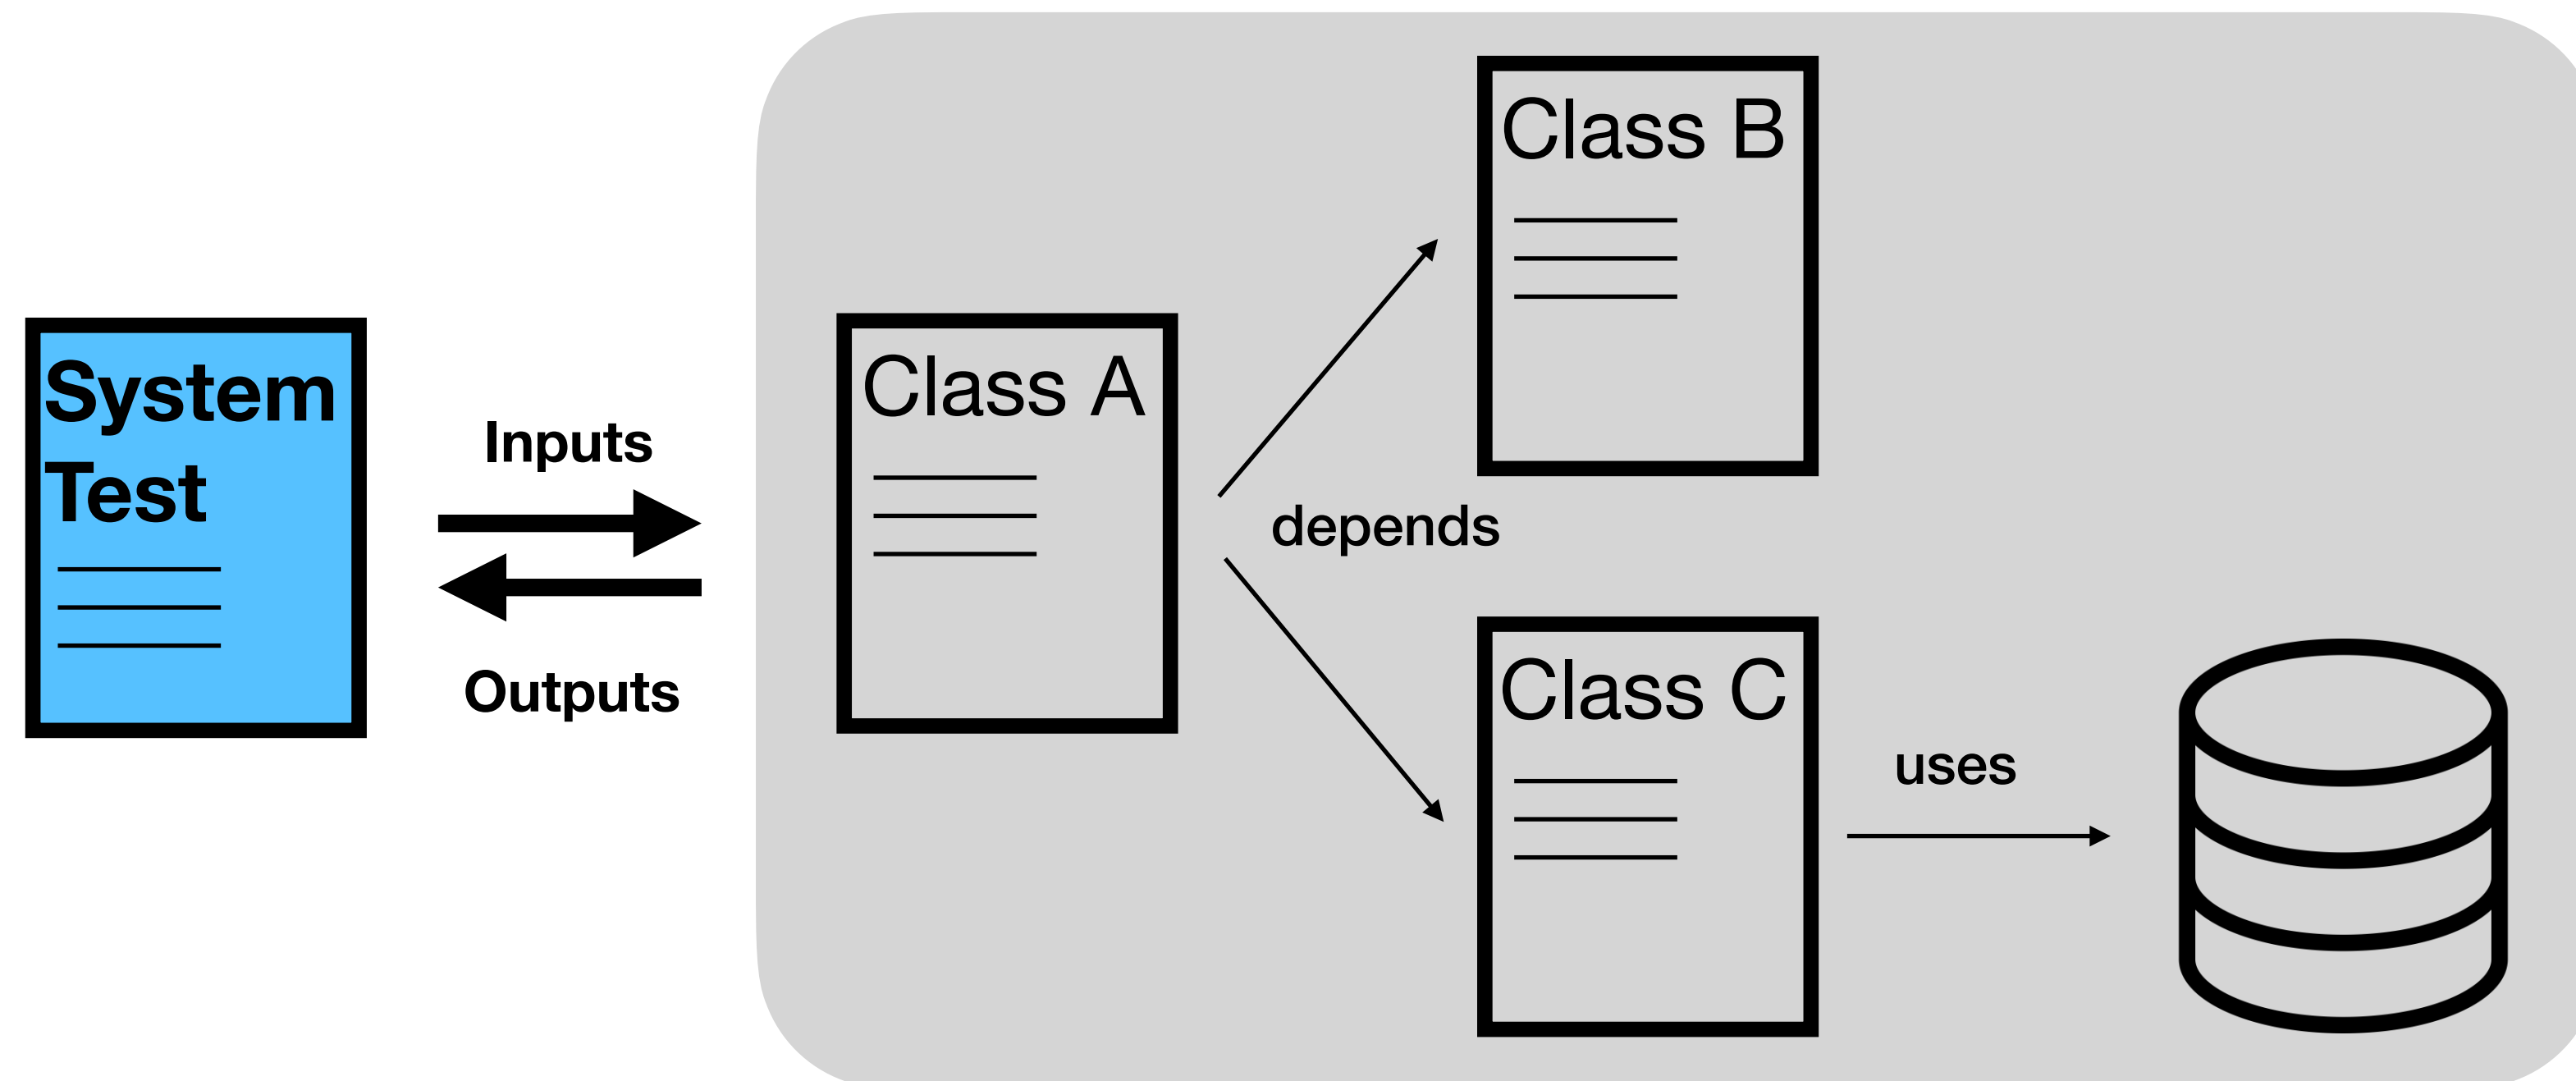 System
Test
Inputs
Outputs
Class A
depends
Class B
Class C
uses